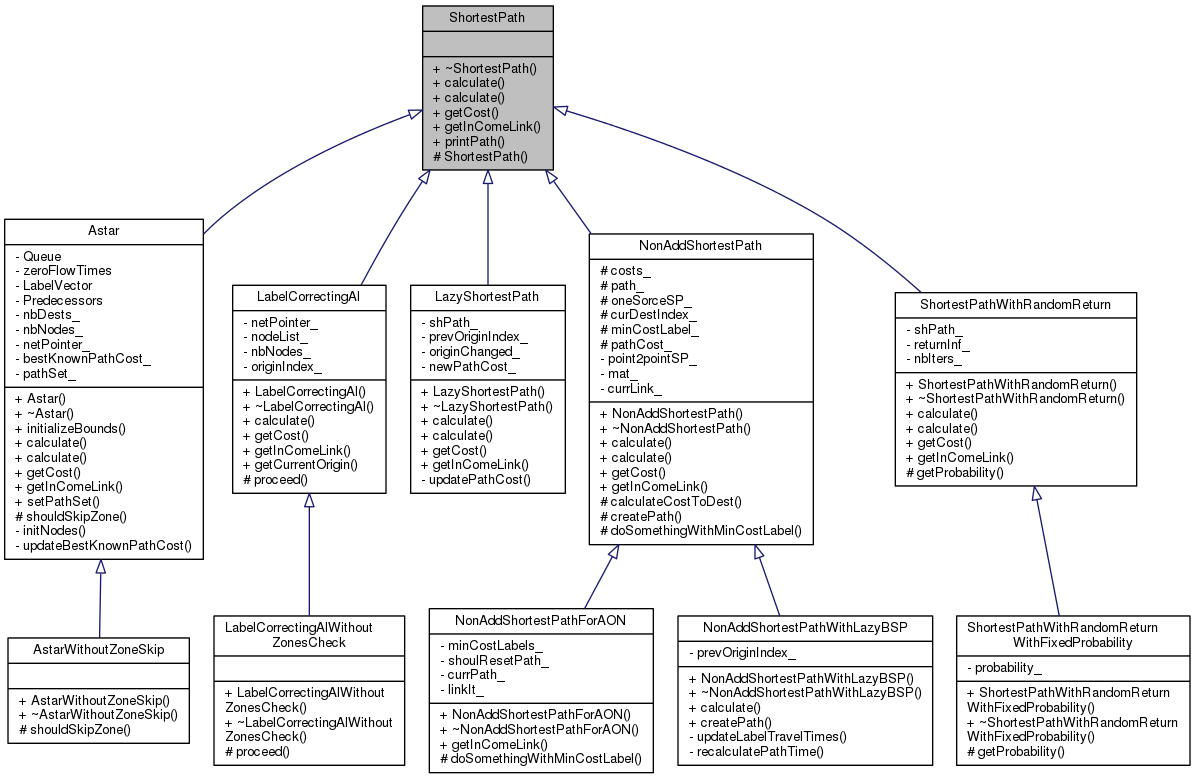 ShortestPath
+ ~ShortestPath()
+ calculate()
+ calculate()
+ getCost()
+ getInComeLink()
+ printPath()
# ShortestPath()
Astar
- Queue
- zeroFlowTimes
- LabelVector
- Predecessors
- nbDests_
- nbNodes_
- netPointer_
- bestKnownPathCost_
- pathSet_
+ Astar()
+ ~Astar()
+ initializeBounds()
+ calculate()
+ calculate()
+ getCost()
+ getInComeLink()
+ setPathSet()
# shouldSkipZone()
- initNodes()
- updateBestKnownPathCost()
LabelCorrectingAl
- netPointer_
- nodeList_
- nbNodes_
- originIndex_
+ LabelCorrectingAl()
+ ~LabelCorrectingAl()
+ calculate()
+ getCost()
+ getInComeLink()
+ getCurrentOrigin()
# proceed()
LazyShortestPath
- shPath_
- prevOriginIndex_
- originChanged_
- newPathCost_
+ LazyShortestPath()
+ ~LazyShortestPath()
+ calculate()
+ calculate()
+ getCost()
+ getInComeLink()
- updatePathCost()
NonAddShortestPath
# costs_
# path_
# oneSorceSP_
# curDestIndex_
# minCostLabel_
# pathCost_
- point2pointSP_
- mat_
- currLink_
+ NonAddShortestPath()
+ ~NonAddShortestPath()
+ calculate()
+ calculate()
+ getCost()
+ getInComeLink()
# calculateCostToDest()
# createPath()
# doSomethingWithMinCostLabel()
ShortestPathWithRandomReturn
- shPath_
- returnInf_
- nbIters_
+ ShortestPathWithRandomReturn()
+ ~ShortestPathWithRandomReturn()
+ calculate()
+ calculate()
+ getCost()
+ getInComeLink()
# getProbability()
AstarWithoutZoneSkip
+ AstarWithoutZoneSkip()
+ ~AstarWithoutZoneSkip()
# shouldSkipZone()
LabelCorrectingAlWithout
ZonesCheck
+ LabelCorrectingAlWithout
ZonesCheck()
+ ~LabelCorrectingAlWithout
ZonesCheck()
# proceed()
NonAddShortestPathForAON
- minCostLabels_
- shoulResetPath_
- currPath_
- linkIt_
+ NonAddShortestPathForAON()
+ ~NonAddShortestPathForAON()
+ getInComeLink()
# doSomethingWithMinCostLabel()
NonAddShortestPathWithLazyBSP
- prevOriginIndex_
+ NonAddShortestPathWithLazyBSP()
+ ~NonAddShortestPathWithLazyBSP()
+ calculate()
+ createPath()
- updateLabelTravelTimes()
- recalculatePathTime()
ShortestPathWithRandomReturn
WithFixedProbability
- probability_
+ ShortestPathWithRandomReturn
WithFixedProbability()
+ ~ShortestPathWithRandomReturn
WithFixedProbability()
# getProbability()